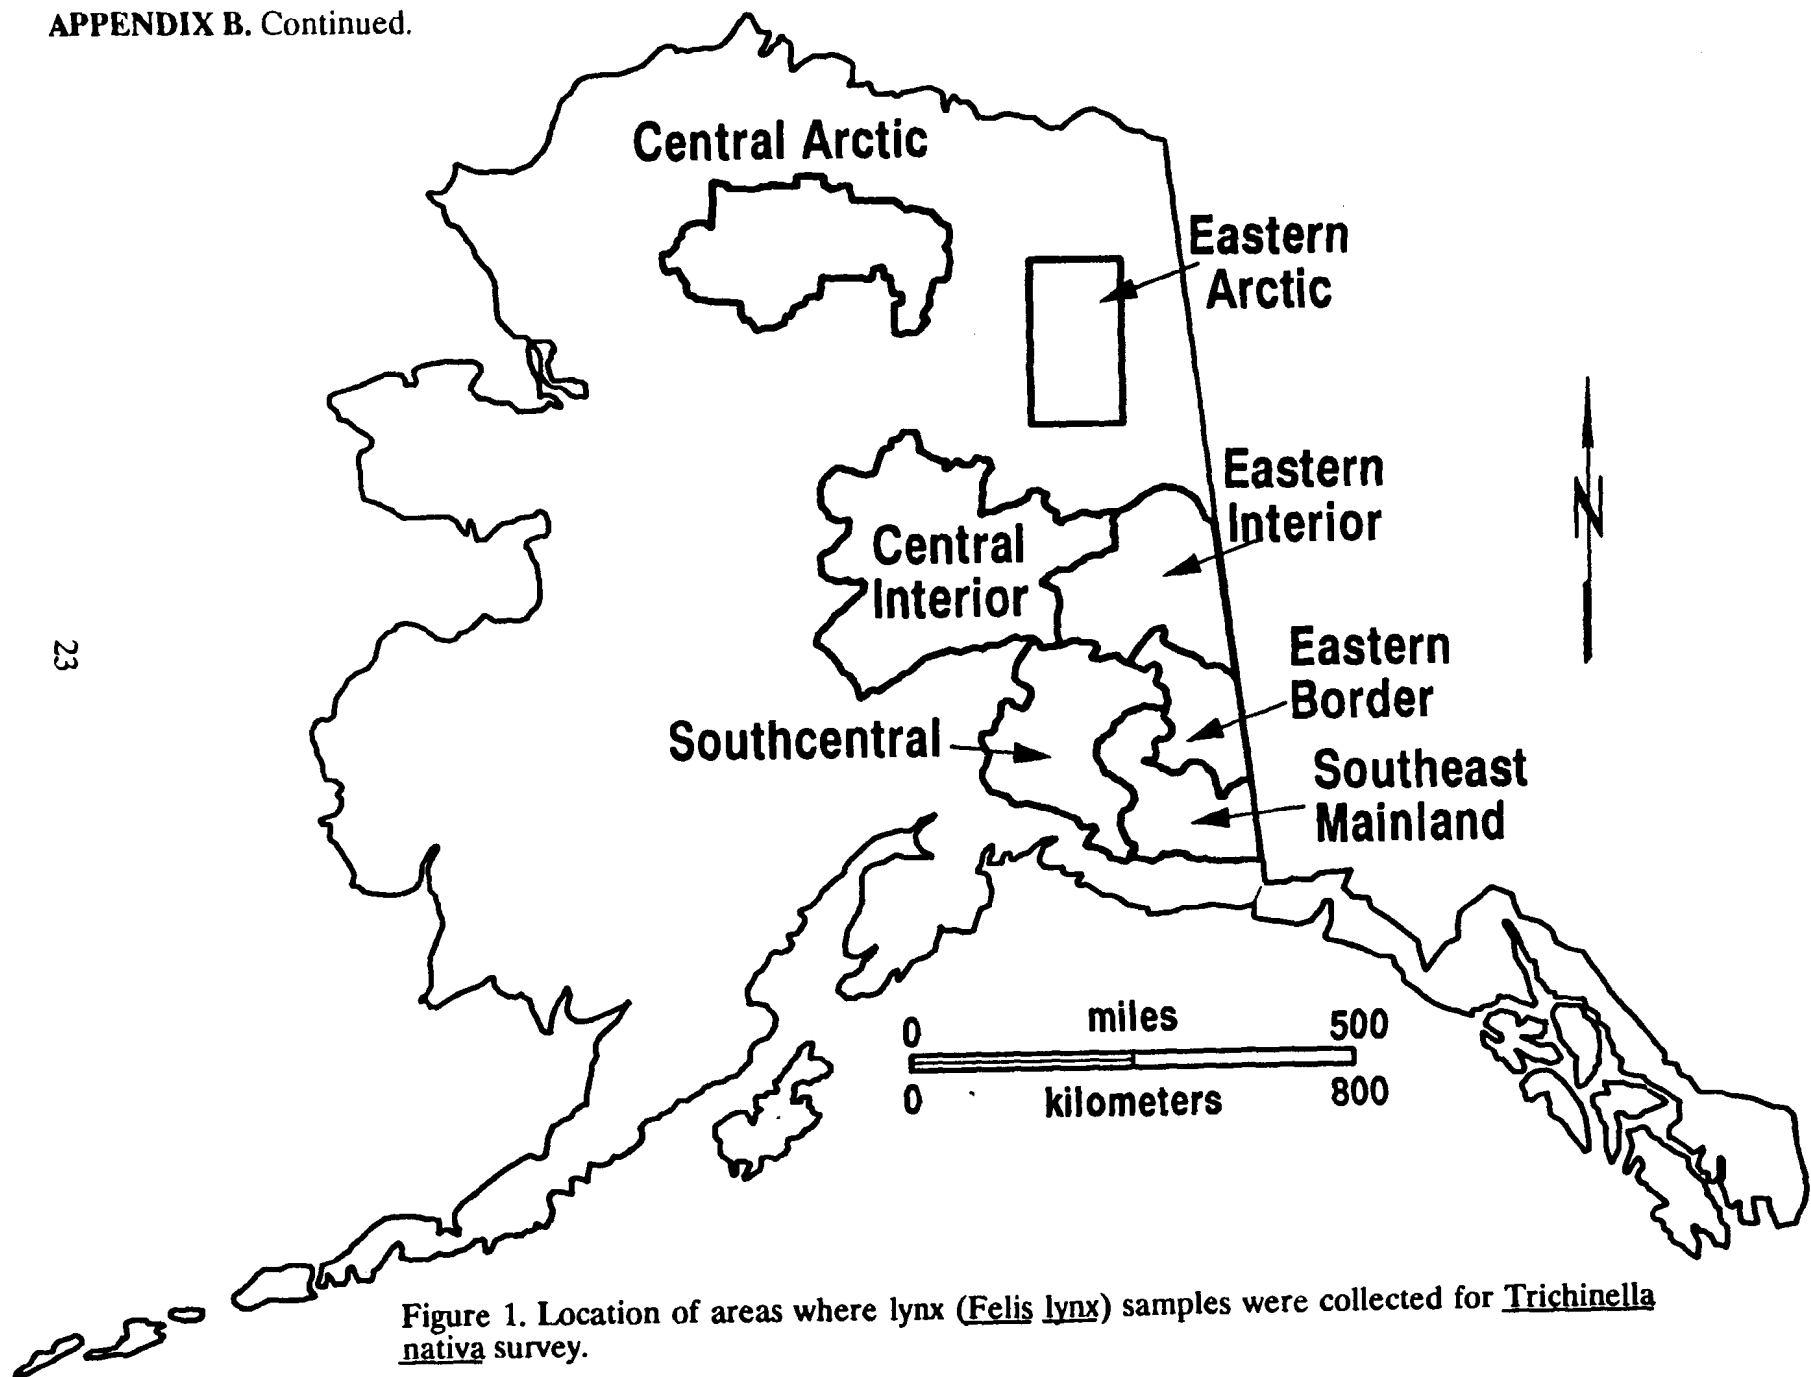 APPENDIX B. Continued.
Central Arctic
Eastern
Arctic
Eastern
Interior
N
Central
Interior
Eastern
Border
23
Southcentral
Southeast
Mainland
0 miles 500
0 kilometers 800
Figure 1. Location of areas where lynx (Felis lynx) samples were collected for Trichinella
nativa survey.